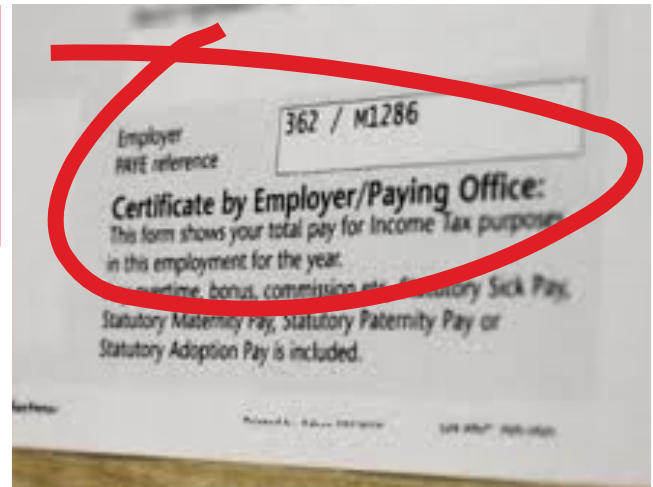 Employer
PAYE reference
362 / M1286
Certificate by Employer/Paying Office:
This form shows your total pay for Income Tax purposes
in this employment for the year.
overtime, bonus, commission etc, Statutory Sick Pay,
Statutory Maternity Pay, Statutory Paternity Pay or
Statutory Adoption Pay is included.